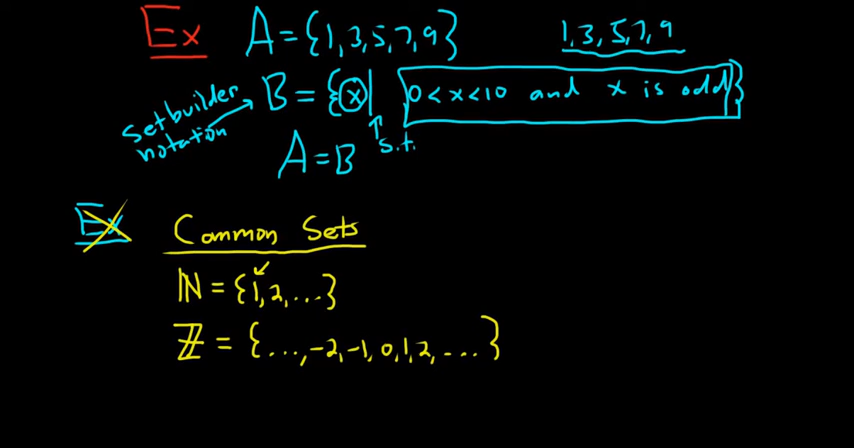 Ex A = {1, 3, 5, 7, 9} 1, 3, 5, 7, 9
setbuilder notation B = {x | 0 < x < 10 and x is odd}
s.t.
A = B
Ex Common Sets
ℕ = {1, 2, ...}
ℤ = {..., -2, -1, 0, 1, 2, ...}